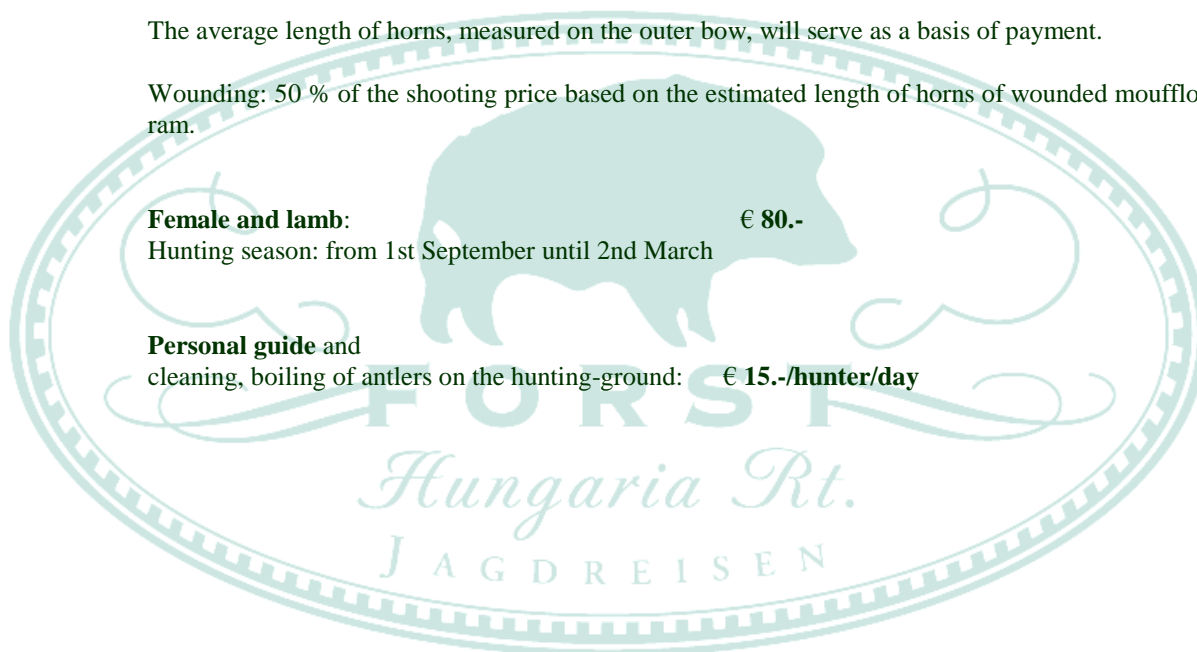 The average length of horns, measured on the outer bow, will serve as a basis of payment.
Wounding: 50 % of the shooting price based on the estimated length of horns of wounded moufflo
ram.
Female and lamb: € 80.-
Hunting season: from 1st September until 2nd March
Personal guide and
cleaning, boiling of antlers on the hunting-ground: € 15.-/hunter/day
FORST
Hungaria Rt.
JAGDREISEN